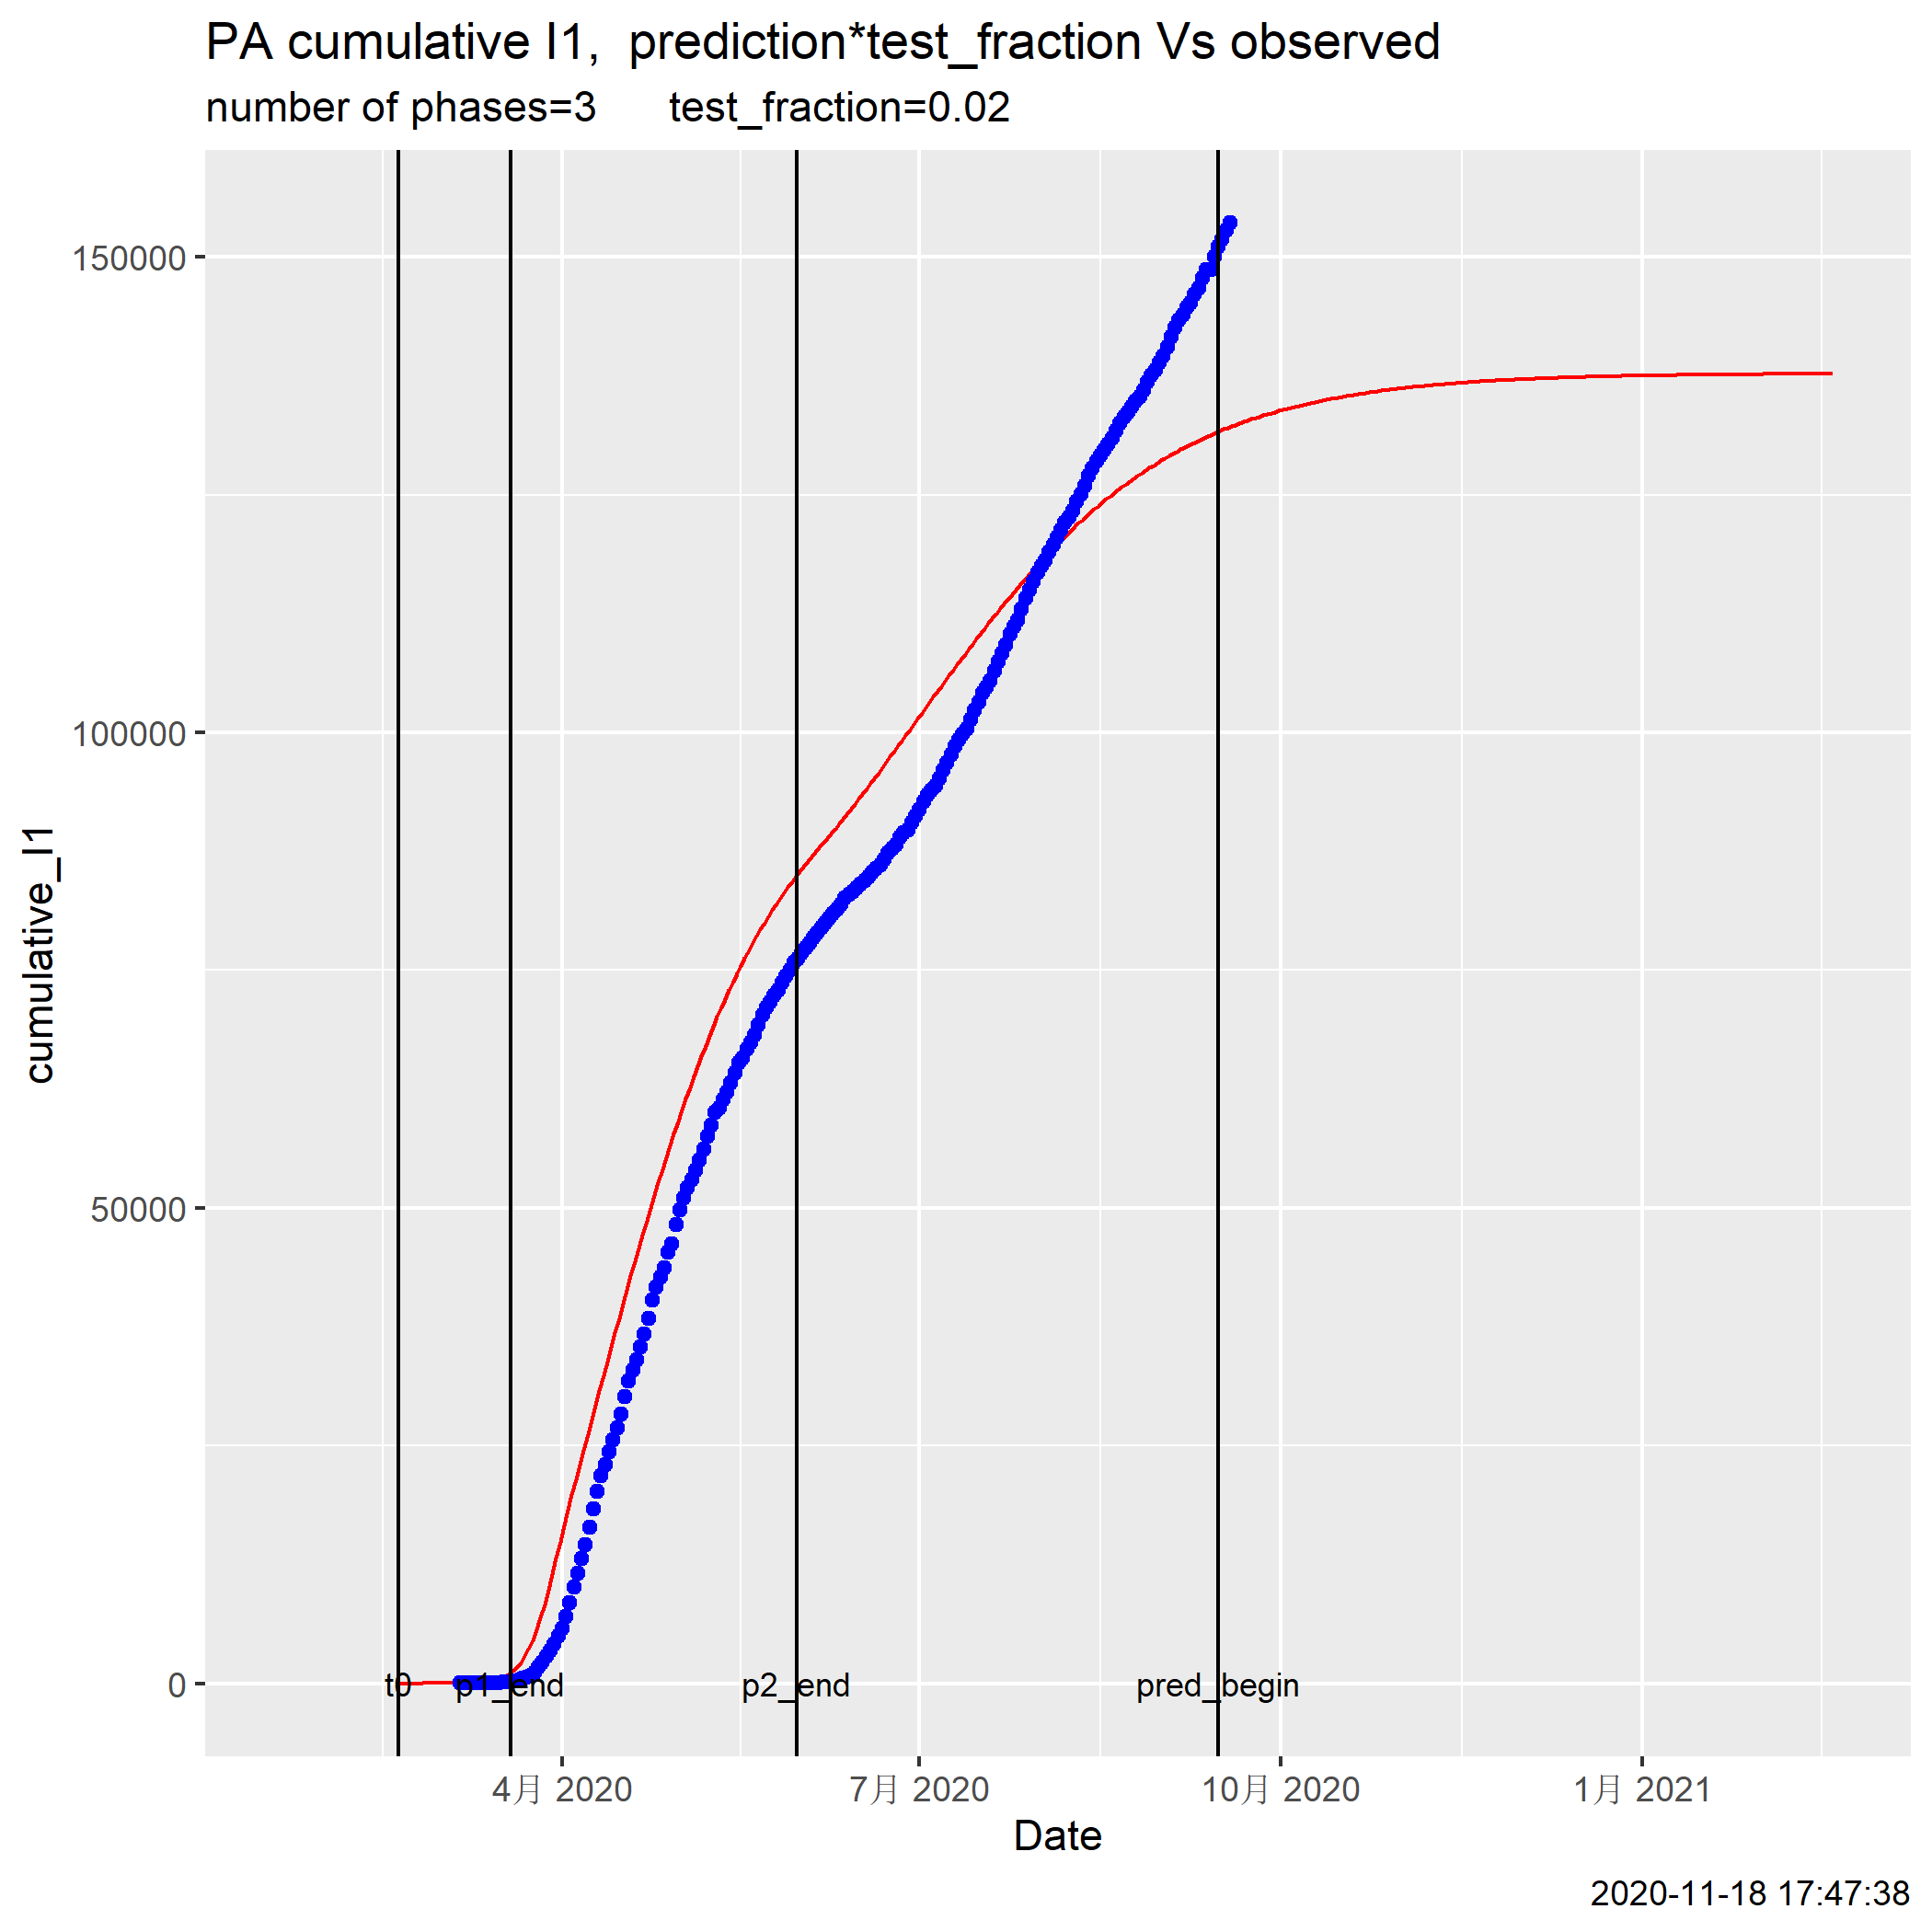 PA cumulative I1,  prediction*test_fraction Vs observed
number of phases=3      test_fraction=0.02
150000
100000
50000
0
cumulative_I1
t0
p1_end
p2_end
pred_begin
4月 2020
7月 2020
10月 2020
1月 2021
Date
2020-11-18 17:47:38